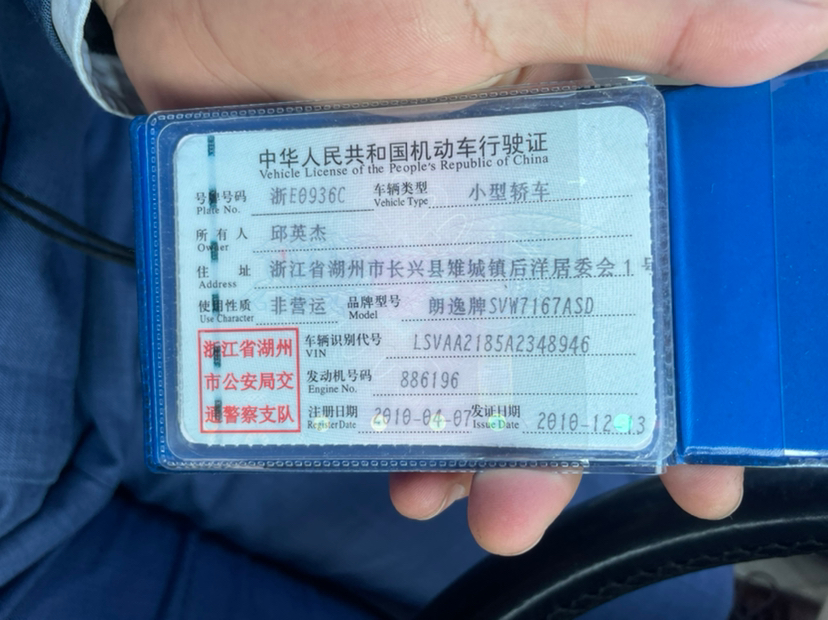 中华人民共和国机动车行驶证
Vehicle License of the People's Republic of China
号牌号码 浙E0936C 车辆类型 小型轿车
Plate No. Vehicle Type
所有人 邱英杰
Owner
住址 浙江省湖州市长兴县雉城镇后洋居委会1号
Address
使用性质 非营运 品牌型号 朗逸牌SVW7167ASD
Use Character Model
浙江省湖州 车辆识别代号 LSVAA2185A2348946
VIN
市公安局交 发动机号码 886196
Engine No.
通警察支队 注册日期 2010-04-07 发证日期 2010-12-13
Register Date Issue Date